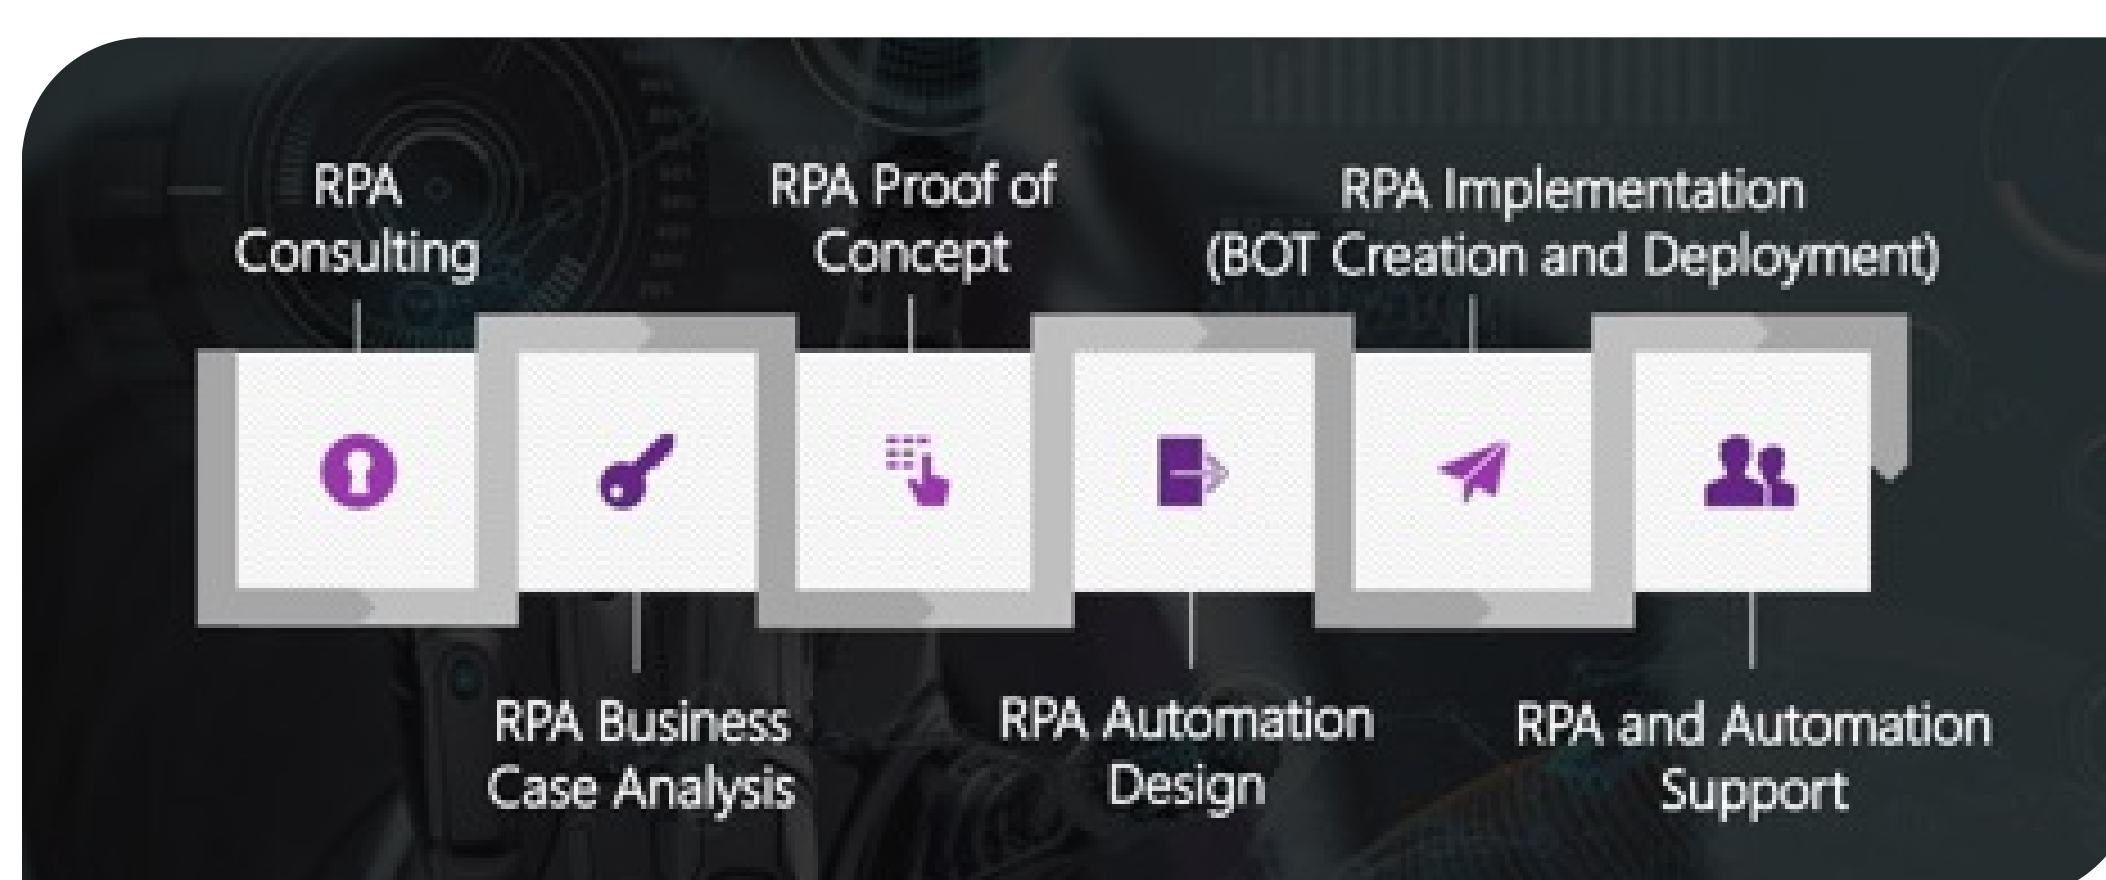 RPA
Consulting
RPA Proof of
Concept
RPA Implementation
(BOT Creation and Deployment)
RPA Business
Case Analysis
RPA Automation
Design
RPA and Automation
Support